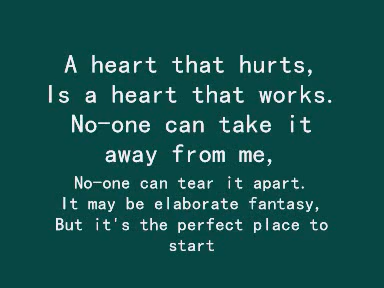 A heart that hurts,
Is a heart that works.
No-one can take it
away from me,
No-one can tear it apart.
It may be elaborate fantasy,
But it's the perfect place to
start